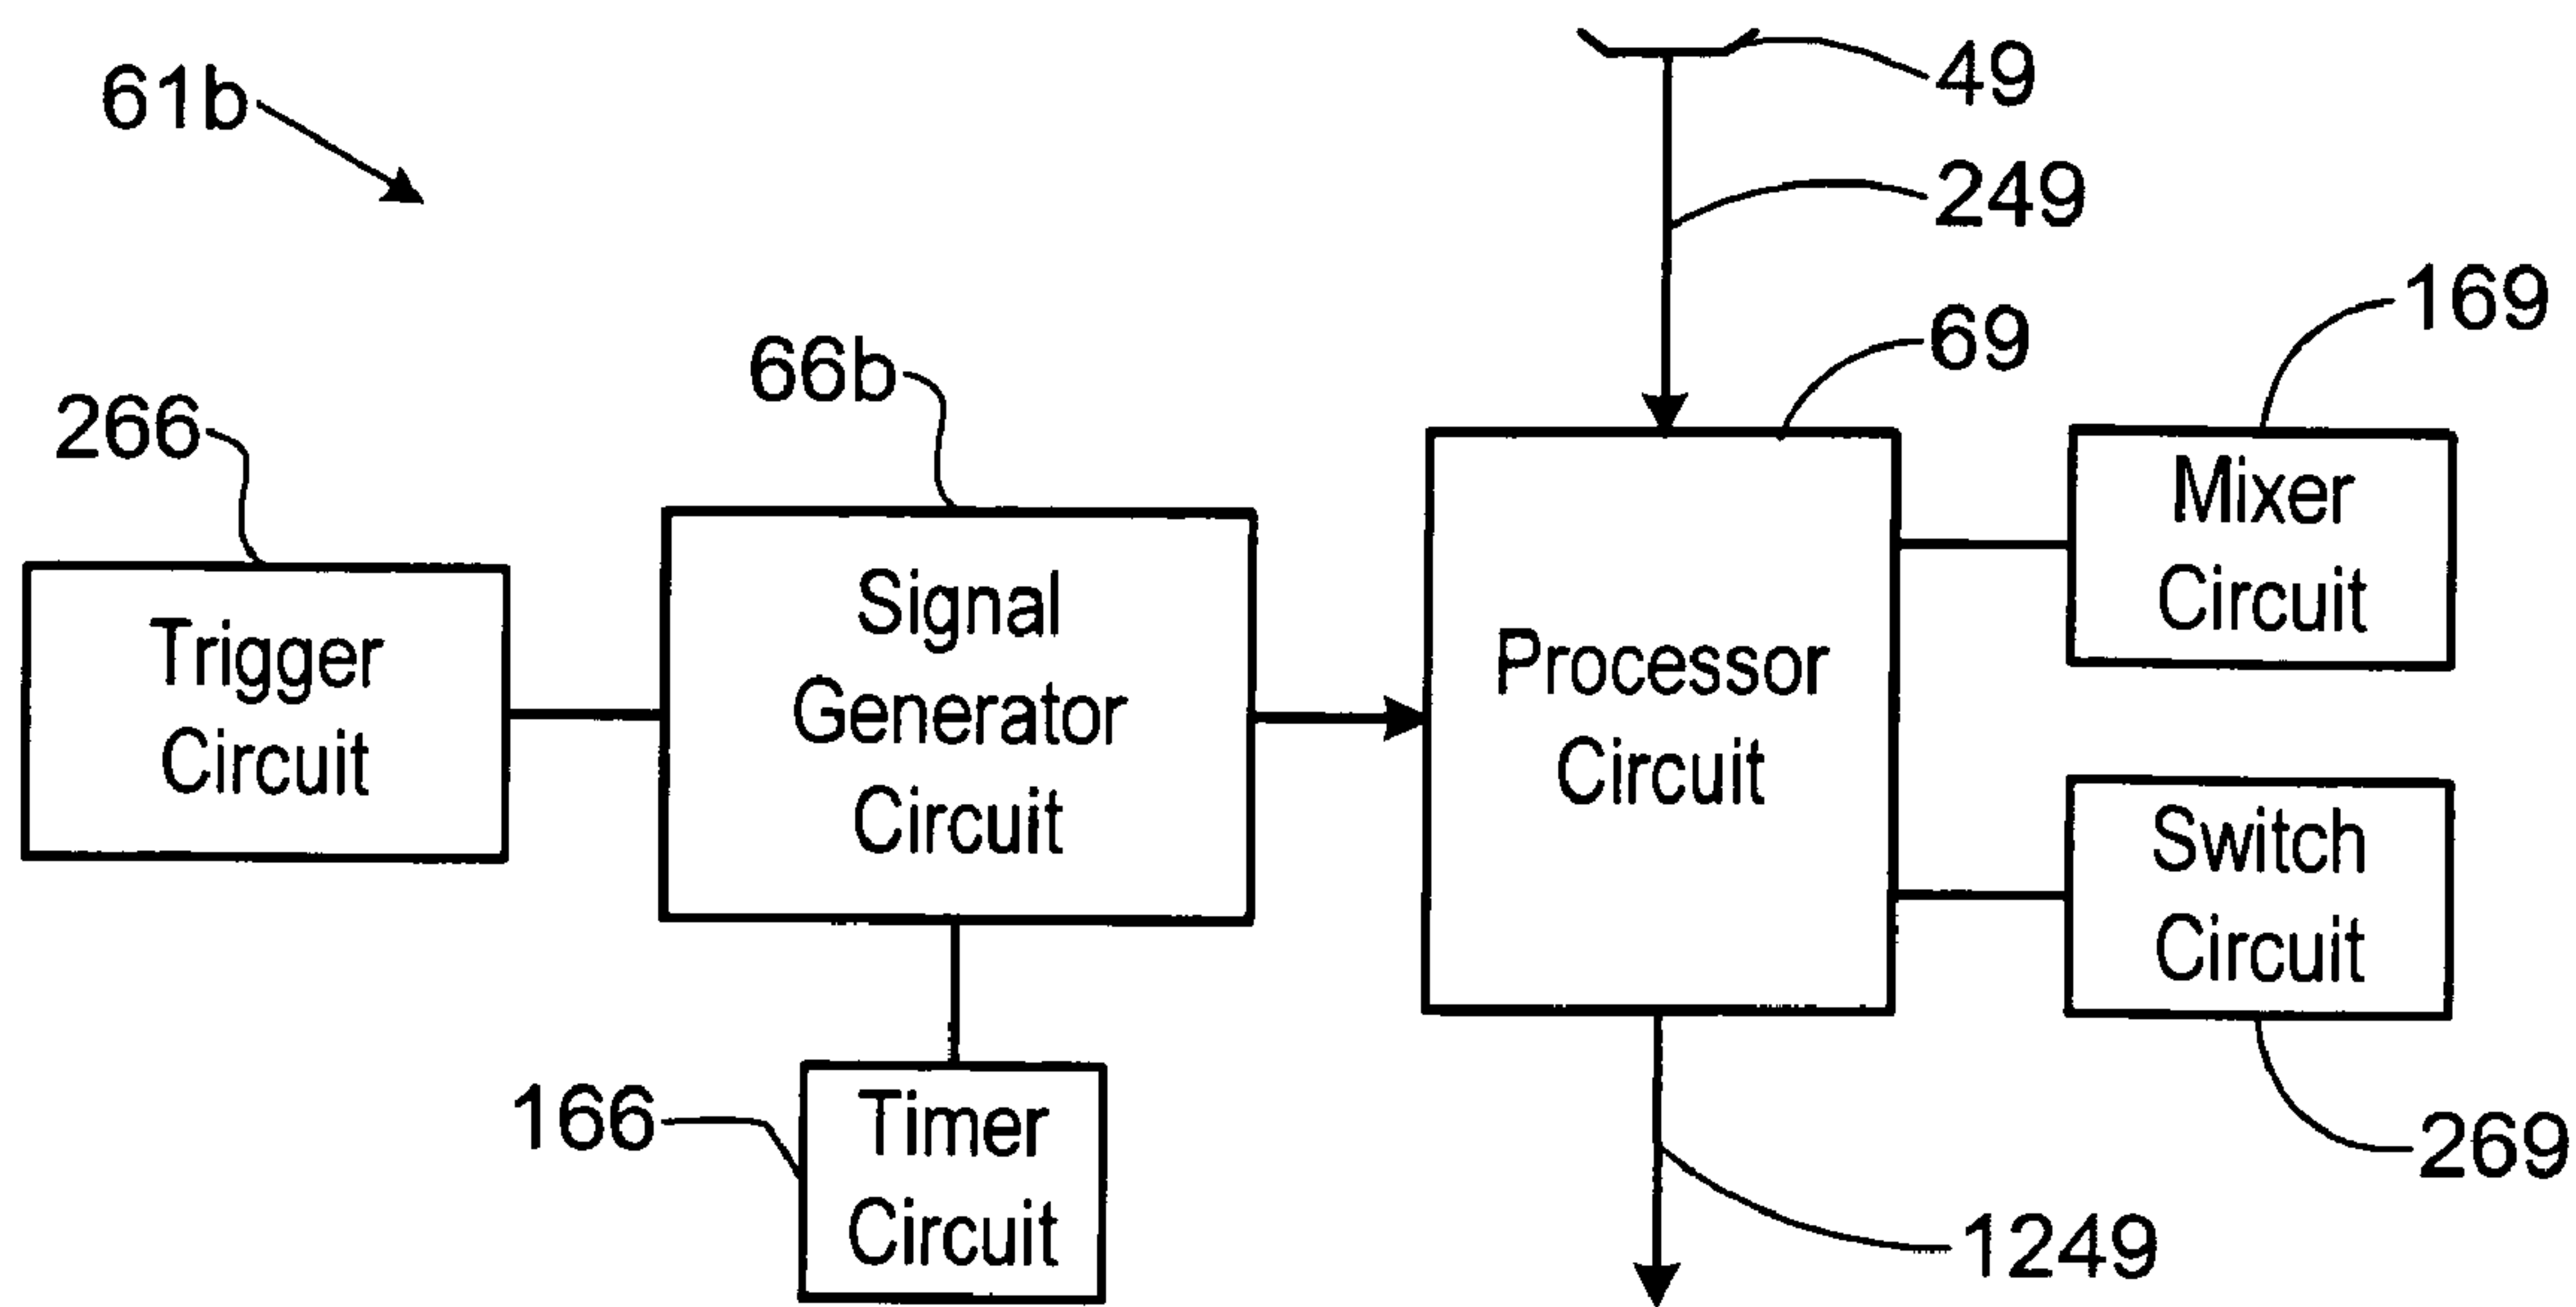 61b
49
249
169
69
66b
266
Mixer
Circuit
Signal
Generator
Circuit
Trigger
Circuit
Processor
Circuit
Switch
Circuit
166
Timer
Circuit
269
1249